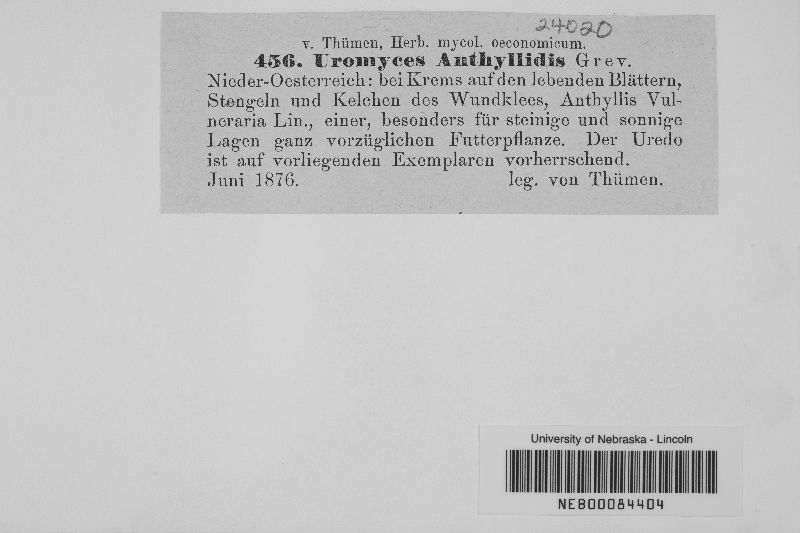 24020
v. Thümen, Herb. mycol. oeconomicum.
456. Uromyces Anthyllidis Grev.
Nieder-Oesterreich: bei Krems auf den lebenden Blättern,
Stengeln und Kelchen des Wundklees, Anthyllis Vul-
neraria Lin., einer, besonders für steinige und sonnige
Lagen ganz vorzüglichen Futterpflanze. Der Uredo
ist auf vorliegenden Exemplaren vorherrschend.
Juni 1876. leg. von Thümen.
University of Nebraska - Lincoln
NEB00084404